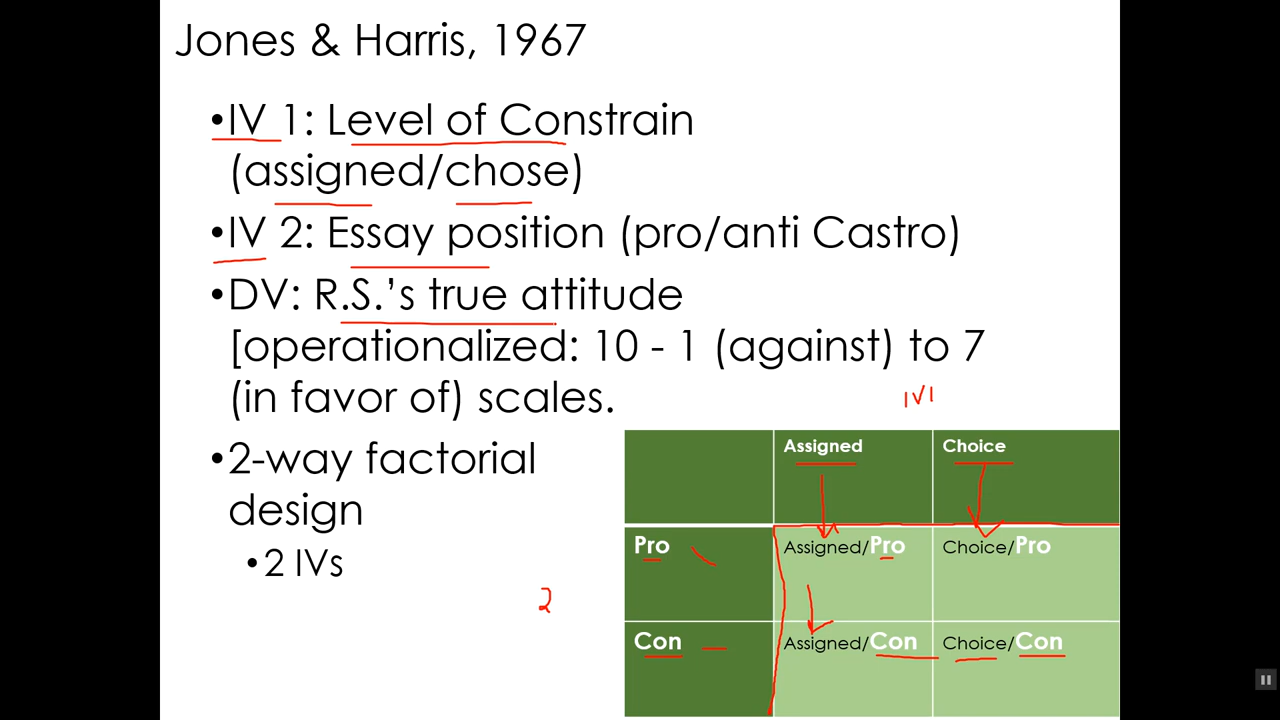 Jones & Harris, 1967
•IV 1: Level of Constrain
(assigned/chose)
•IV 2: Essay position (pro/anti Castro)
•DV: R.S.'s true attitude
[operationalized: 10 - 1 (against) to 7
(in favor of) scales.
IV1
•2-way factorial
design
•2 IVs
2
Assigned Choice
Pro Assigned/Pro Choice/Pro
Con Assigned/Con Choice/Con